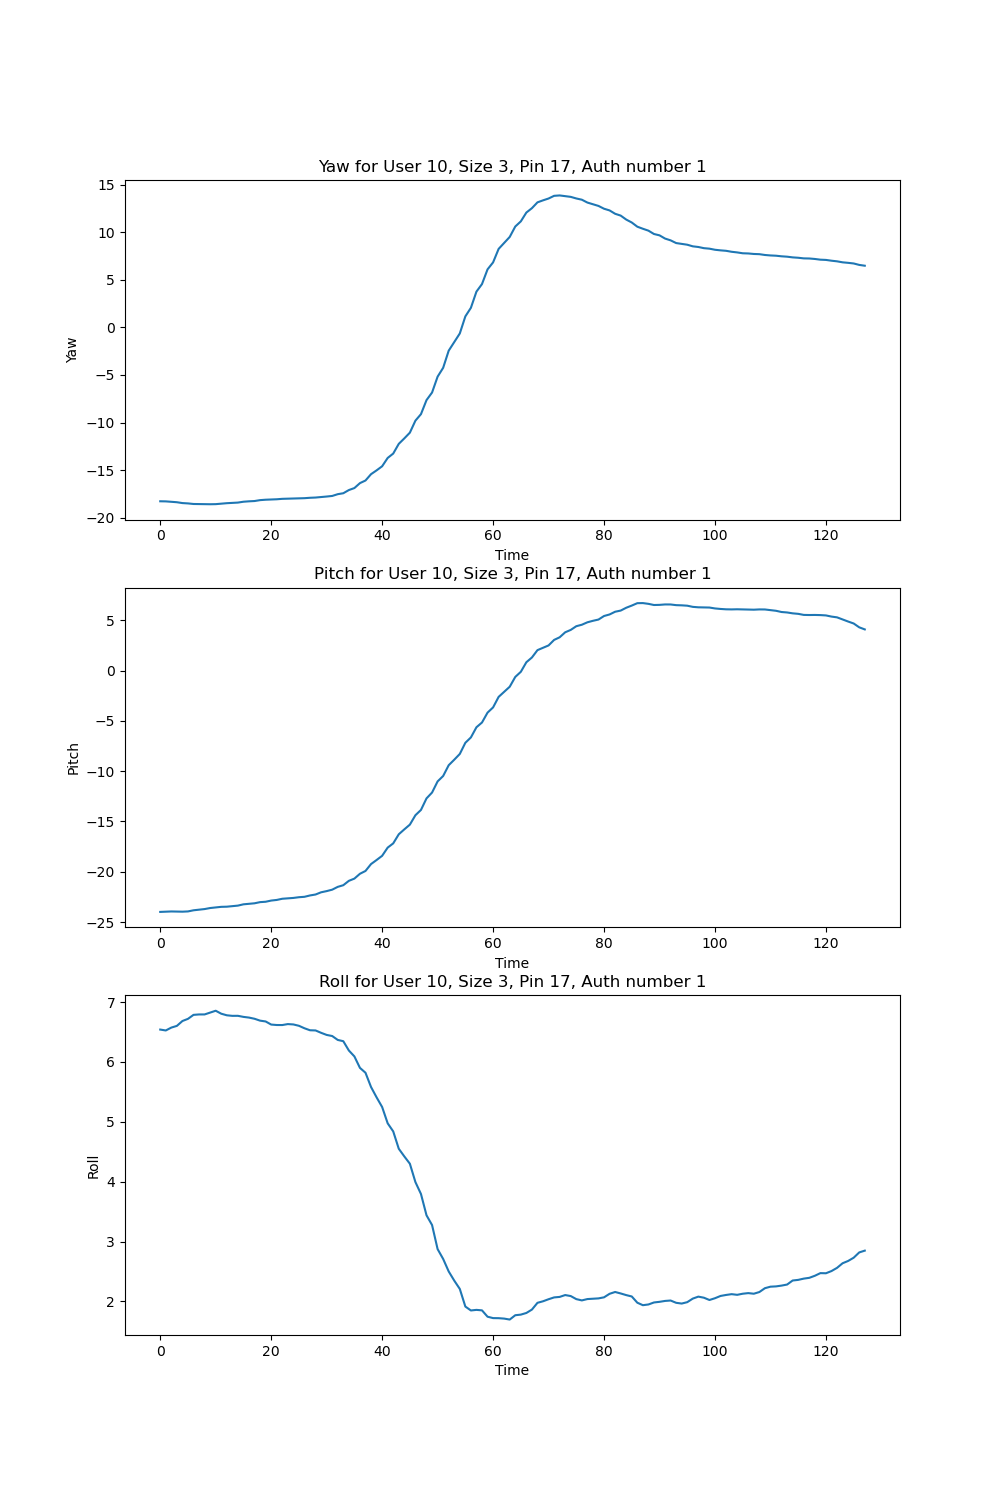 Yaw for User 10, Size 3, Pin 17, Auth number 1
15
10
5
0
−5
−10
−15
−20
Yaw
0 20 40 60 80 100 120
Time
Pitch for User 10, Size 3, Pin 17, Auth number 1
5
0
−5
−10
−15
−20
−25
Pitch
0 20 40 60 80 100 120
Time
Roll for User 10, Size 3, Pin 17, Auth number 1
7
6
5
4
3
2
Roll
0 20 40 60 80 100 120
Time